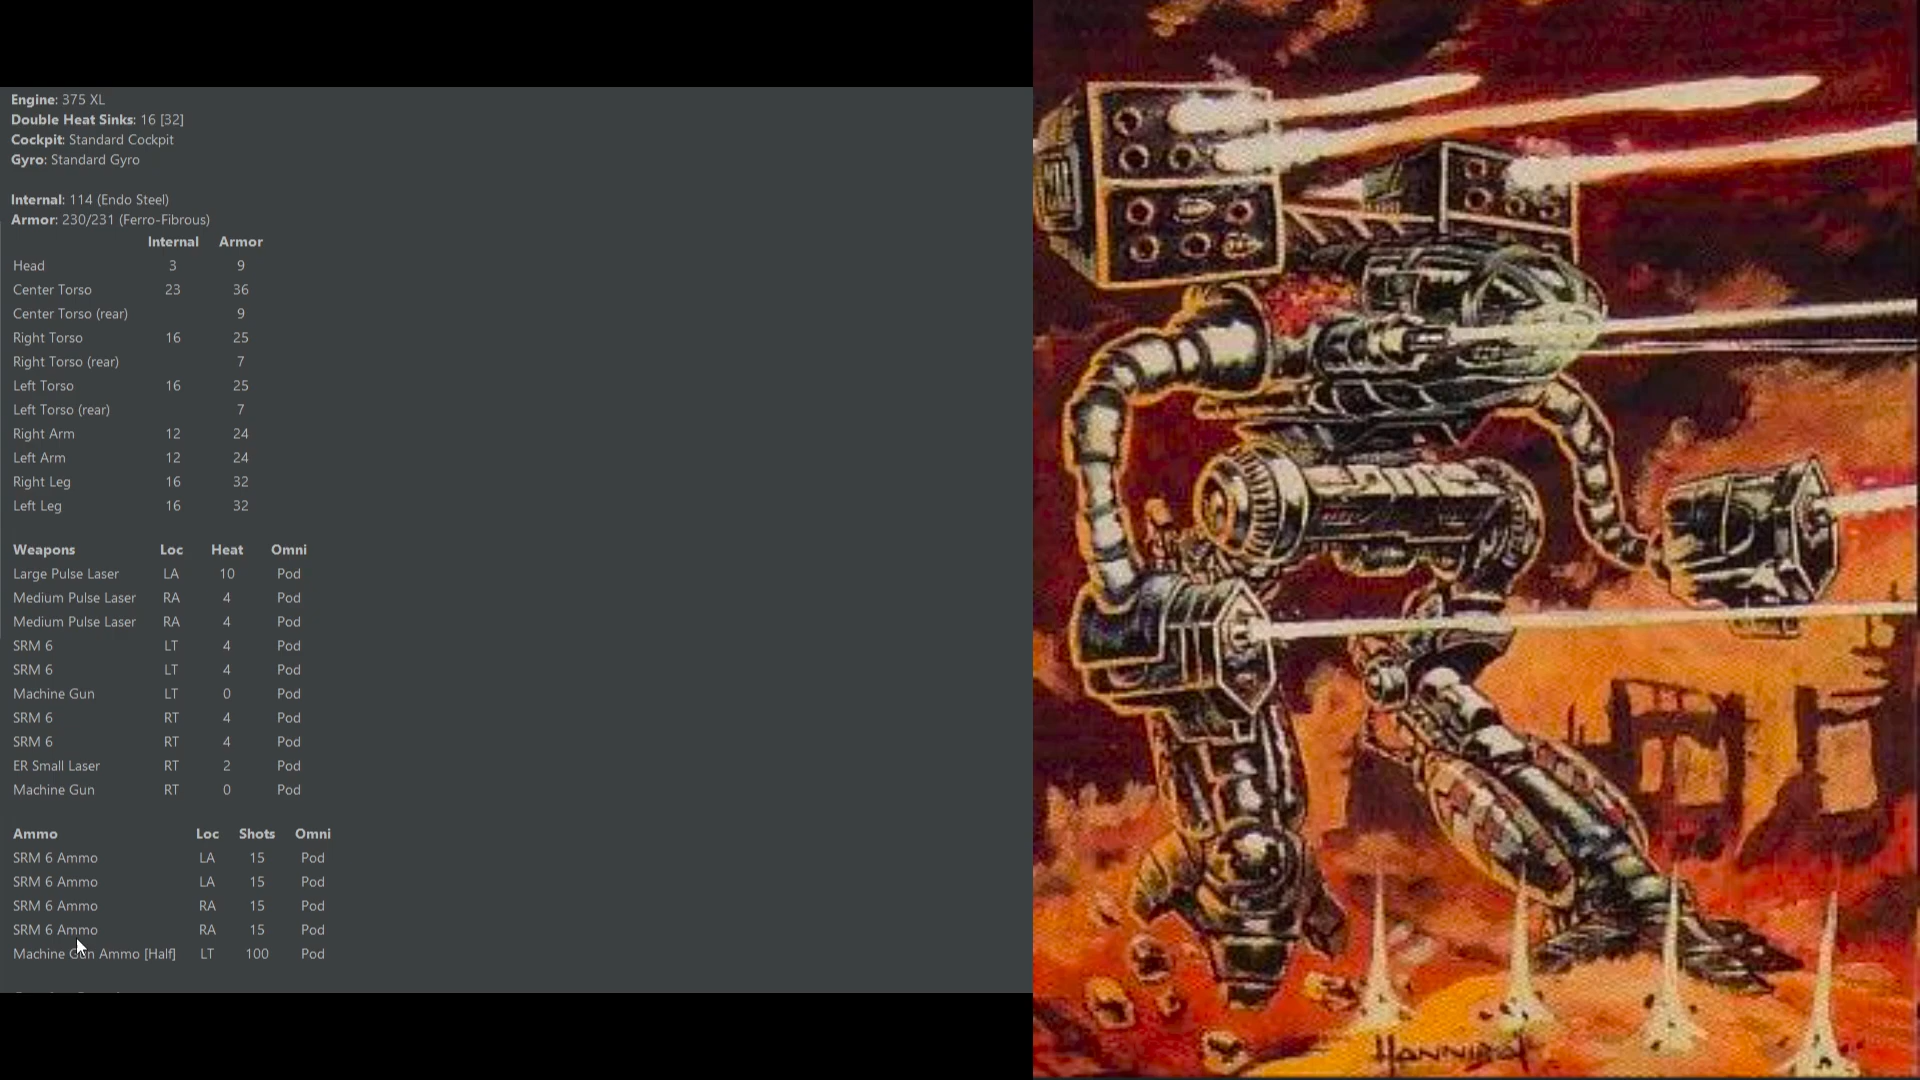 Engine: 375 XL
Double Heat Sinks: 16 [32]
Cockpit: Standard Cockpit
Gyro: Standard Gyro
Internal: 114 (Endo Steel)
Armor: 230/231 (Ferro-Fibrous)
Internal Armor
Head 3 9
Center Torso 23 36
Center Torso (rear) 9
Right Torso 16 25
Right Torso (rear) 7
Left Torso 16 25
Left Torso (rear) 7
Right Arm 12 24
Left Arm 12 24
Right Leg 16 32
Left Leg 16 32
Weapons Loc Heat Omni
Large Pulse Laser LA 10 Pod
Medium Pulse Laser RA 4 Pod
Medium Pulse Laser RA 4 Pod
SRM 6 LT 4 Pod
SRM 6 LT 4 Pod
Machine Gun LT 0 Pod
SRM 6 RT 4 Pod
SRM 6 RT 4 Pod
ER Small Laser RT 2 Pod
Machine Gun RT 0 Pod
Ammo Loc Shots Omni
SRM 6 Ammo LA 15 Pod
SRM 6 Ammo LA 15 Pod
SRM 6 Ammo RA 15 Pod
SRM 6 Ammo RA 15 Pod
Machine Gun Ammo [Half] LT 100 Pod